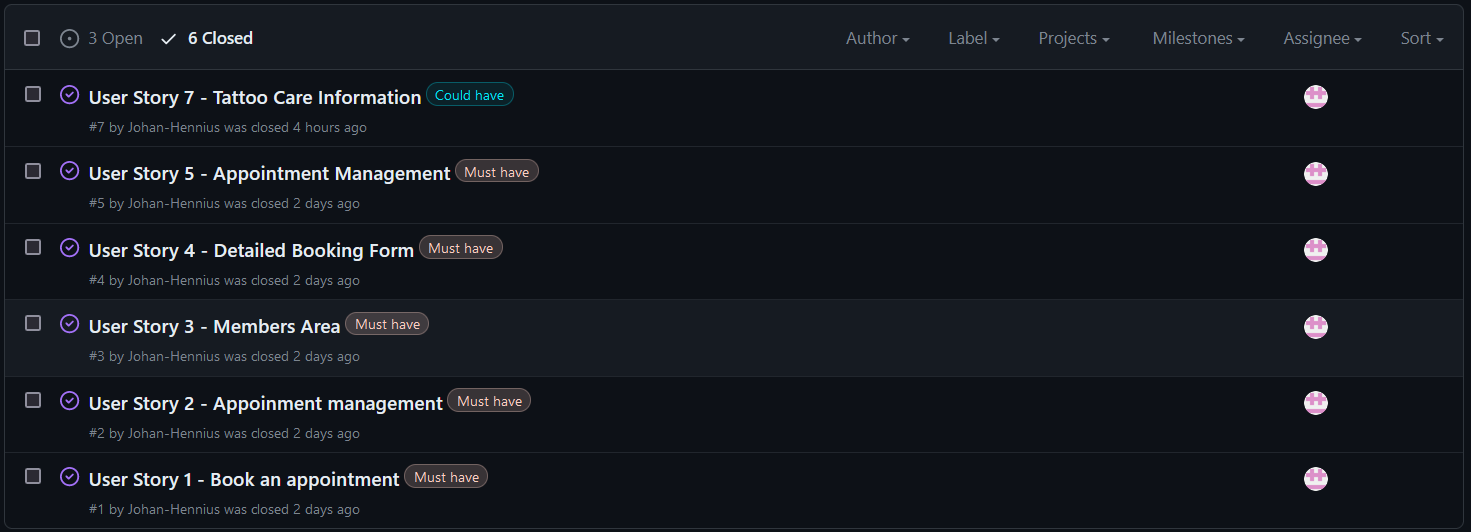 3 Open 6 Closed Author Label Projects Milestones Assignee Sort
User Story 7 - Tattoo Care Information Could have
#7 by Johan-Hennius was closed 4 hours ago
User Story 5 - Appointment Management Must have
#5 by Johan-Hennius was closed 2 days ago
User Story 4 - Detailed Booking Form Must have
#4 by Johan-Hennius was closed 2 days ago
User Story 3 - Members Area Must have
#3 by Johan-Hennius was closed 2 days ago
User Story 2 - Appoinment management Must have
#2 by Johan-Hennius was closed 2 days ago
User Story 1 - Book an appointment Must have
#1 by Johan-Hennius was closed 2 days ago